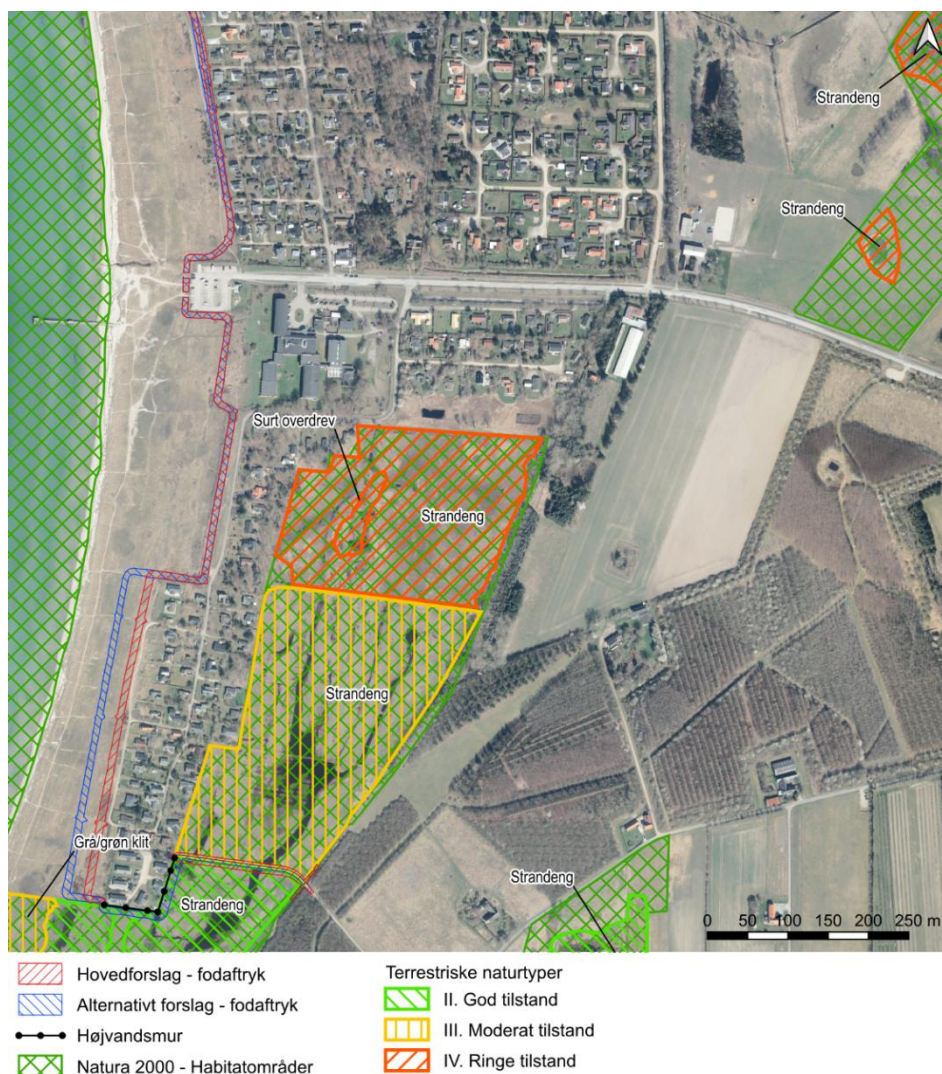 Strandeng
Strandeng
Surt overdrev
Strandeng
Strandeng
Grå/grøn klit
Strandeng
Strandeng
0 50 100 150 200 250 m
Hovedforslag - fodaftryk
Alternativt forslag - fodaftryk
Højvandsmur
Natura 2000 - Habitatområder
Terrestriske naturtyper
II. God tilstand
III. Moderat tilstand
IV. Ringe tilstand